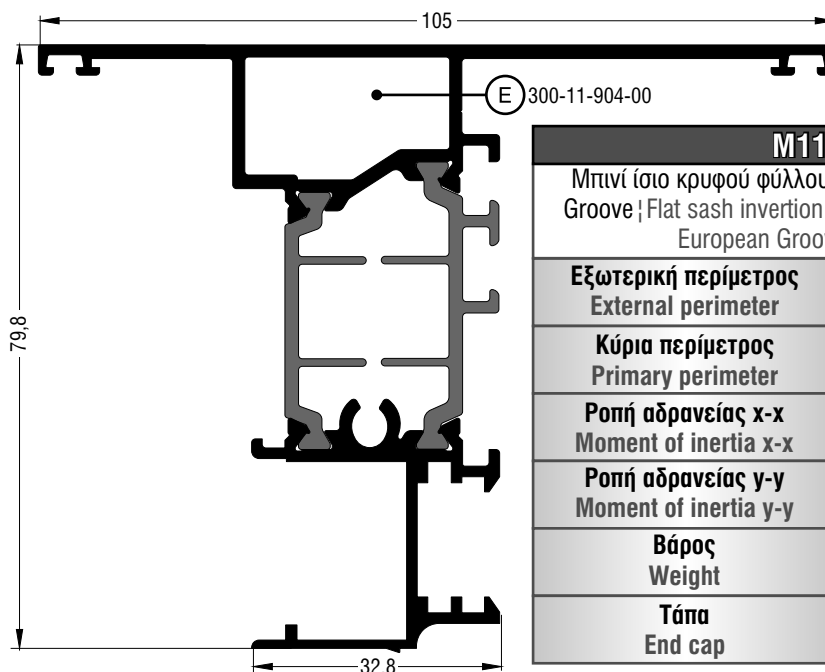 105
E 300-11-904-00
79,8
M11
Μπινί ίσιο κρυφού φύλλου
Groove ¦ Flat sash invertion
European Groo
Εξωτερική περίμετρος
External perimeter
Κύρια περίμετρος
Primary perimeter
Ροπή αδρανείας x-x
Moment of inertia x-x
Ροπή αδρανείας y-y
Moment of inertia y-y
Βάρος
Weight
Τάπα
End cap
32,8